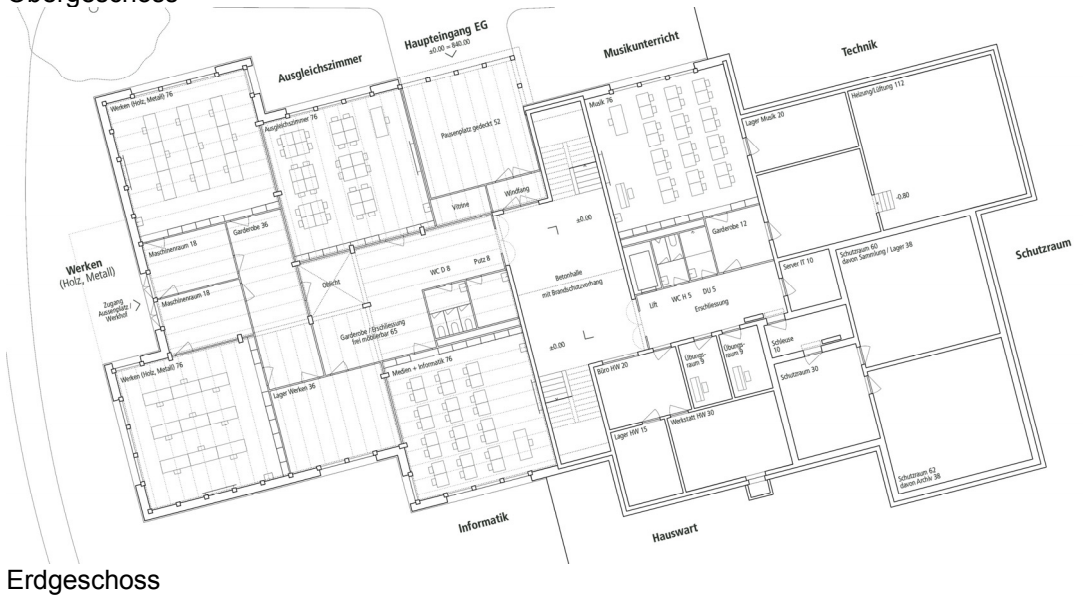 Obergeschoss
Haupteingang EG
±0.00 = 840.00
Ausgleichszimmer
Musikunterricht
Technik
Werken (Holz, Metall) 76
Ausgleichszimmer 76
Pausenplatz gedeckt 52
Musik 76
Lager Musik 20
Heizung/Lüftung 112
-0.80
Vitrine
Windfang
±0.00
Garderobe 36
Garderobe 12
Maschinenraum 18
Werken
(Holz, Metall)
Zugang
Aussenplatz /
Werkhof
Maschinenraum 18
Oblicht
WC D 8
Putz 8
Betonhalle
mit Brandschutzvorhang
Lift
WC H 5
DU 5
Erschliessung
Server IT 10
Schutzraum 60
davon Sammlung / Lager 38
Schutzraum
Garderobe / Erschliessung
frei möblierbar 65
±0.00
Schleuse
10
Werken (Holz, Metall) 76
Lager Werken 36
Medien + Informatik 76
Büro HW 20
Übungs-
raum 9
Übungs-
raum 9
Schutzraum 30
Lager HW 15
Werkstatt HW 30
Schutzraum 62
davon Archiv 38
Informatik
Hauswart
Erdgeschoss